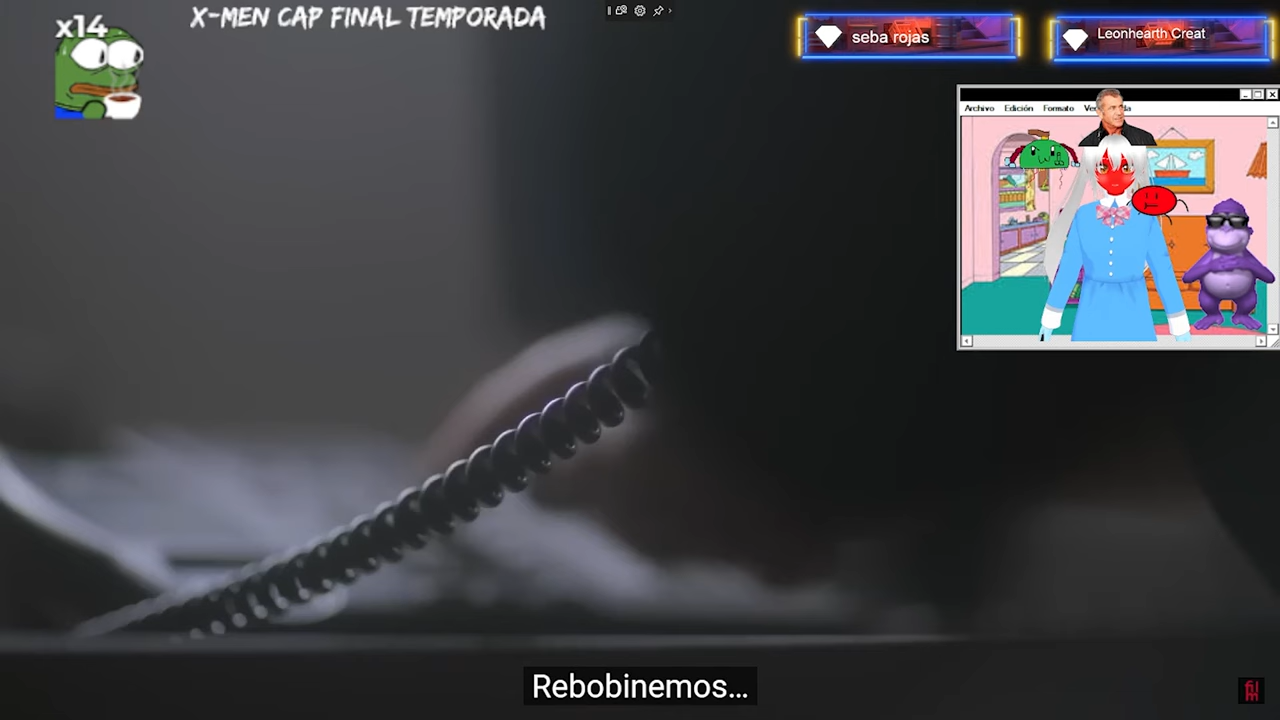 X-MEN CAP FINAL TEMPORADA
x14
seba rojas
Leonhearth Creat
Archivo Edición Formato
Rebobinemos...